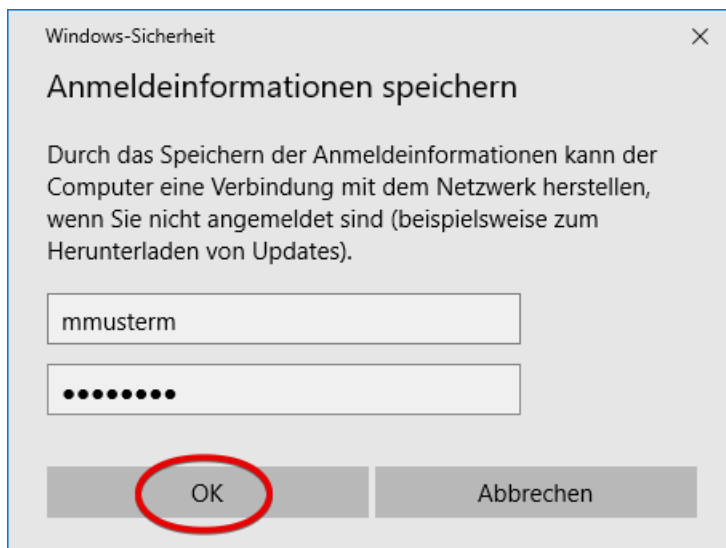 Windows-Sicherheit
Anmeldeinformationen speichern
Durch das Speichern der Anmeldeinformationen kann der
Computer eine Verbindung mit dem Netzwerk herstellen,
wenn Sie nicht angemeldet sind (beispielsweise zum
Herunterladen von Updates).
mmusterm
●●●●●●●●
OK
Abbrechen